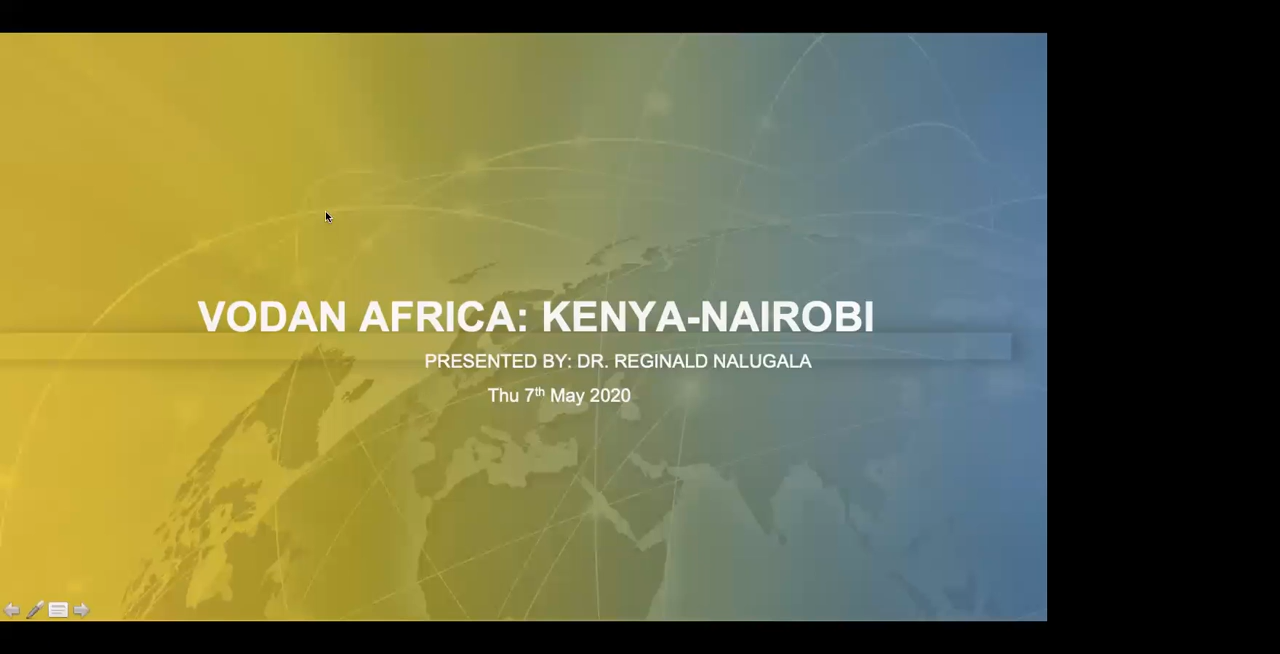 VODAN AFRICA: KENYA-NAIROBI
PRESENTED BY: DR. REGINALD NALUGALA
Thu 7th May 2020